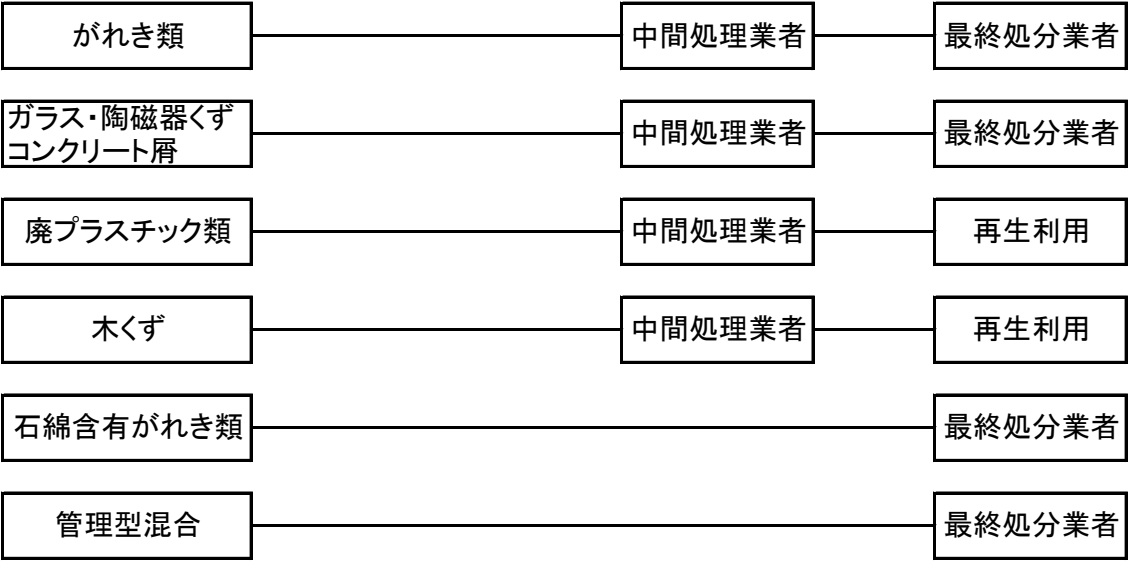 がれき類
中間処理業者
最終処分業者
ガラス・陶磁器くず
コンクリート屑
中間処理業者
最終処分業者
廃プラスチック類
中間処理業者
再生利用
木くず
中間処理業者
再生利用
石綿含有がれき類
最終処分業者
管理型混合
最終処分業者